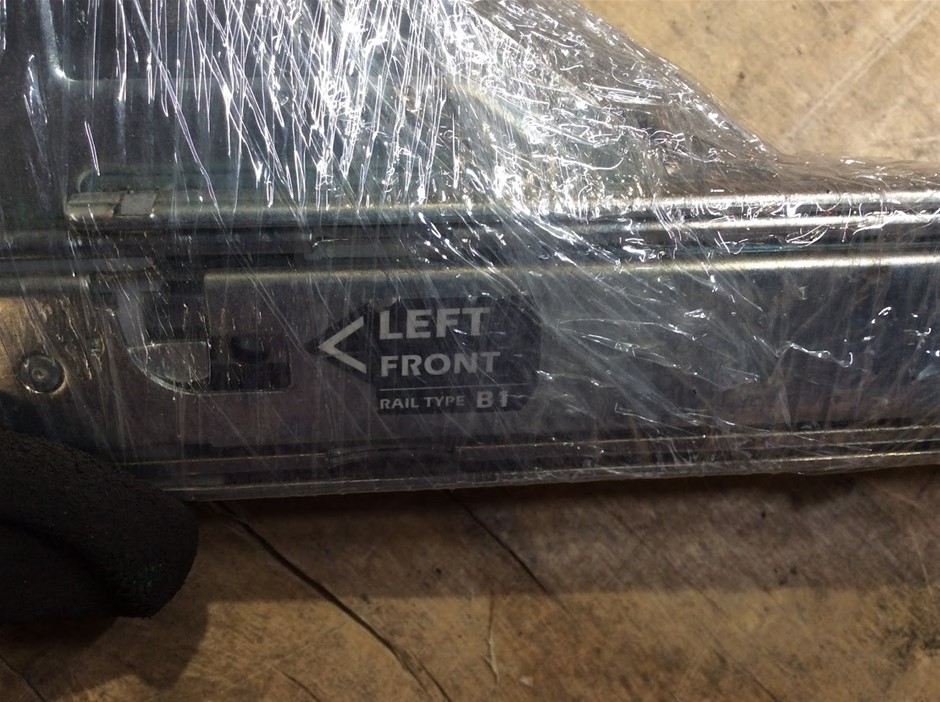 LEFT
FRONT
RAIL TYPE B1